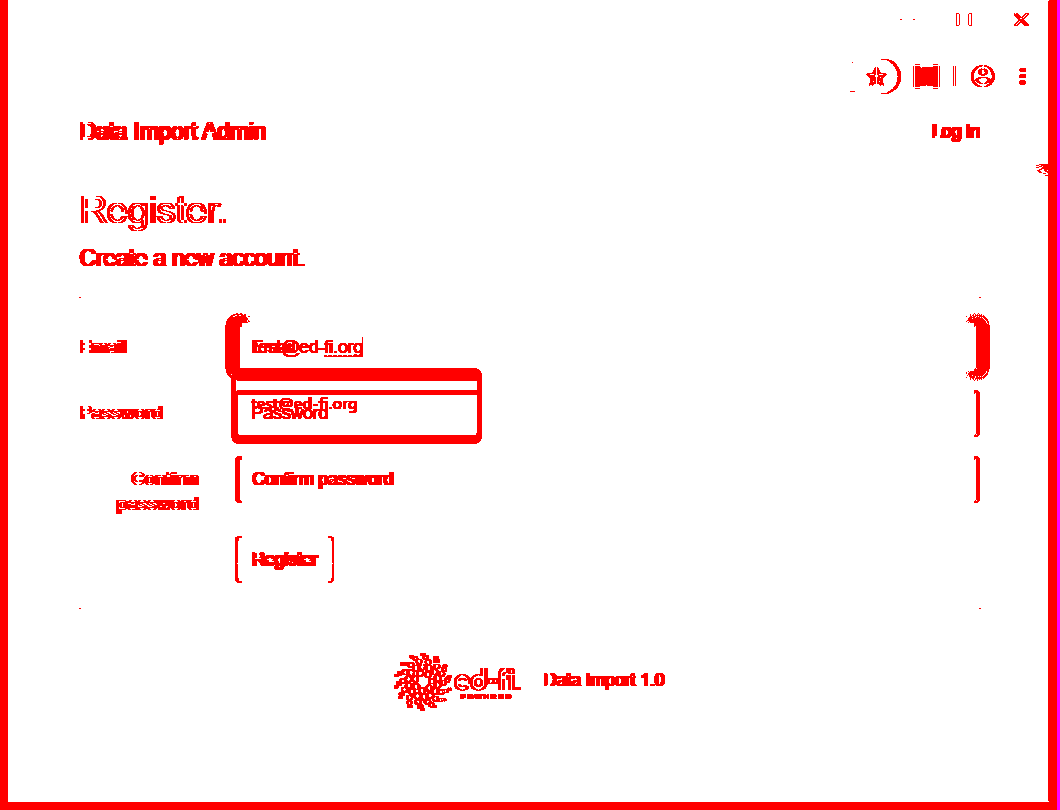 Data Import Admin
Log in
Register.
Create a new account.
Email
test@ed-fi.org
test@ed-fi.org
Password
Password
Confirm password
Confirm password
Register
ed-fi
POWERED
Data Import 1.0